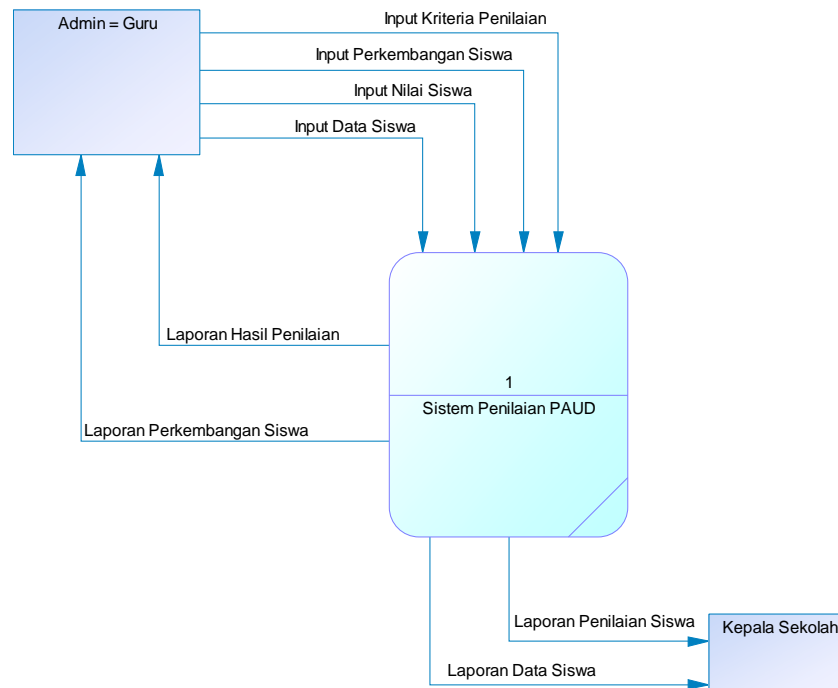 Admin = Guru
Input Kriteria Penilaian
Input Perkembangan Siswa
Input Nilai Siswa
Input Data Siswa
Laporan Hasil Penilaian
1
Sistem Penilaian PAUD
Laporan Perkembangan Siswa
Laporan Penilaian Siswa
Kepala Sekolah
Laporan Data Siswa